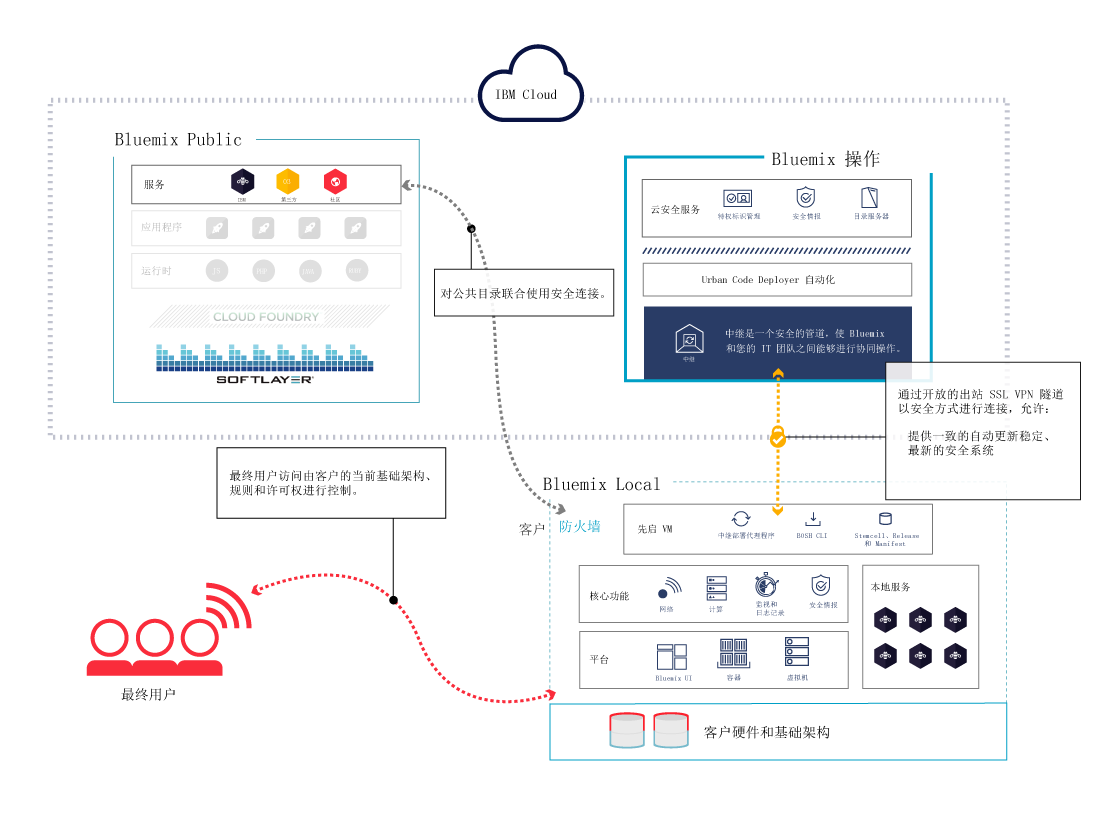 IBM Cloud
Bluemix Public
服务
IBM
第三方
社区
应用程序
运行时
CLOUD FOUNDRY
SOFTLAYER
对公共目录联合使用安全连接。
Bluemix 操作
云安全服务
特权标识管理
安全情报
目录服务器
Urban Code Deployer 自动化
中继
中继是一个安全的管道，使 Bluemix
和您的 IT 团队之间能够进行协同操作。
通过开放的出站 SSL VPN 隧道
以安全方式进行连接，允许：
提供一致的自动更新稳定、
最新的安全系统
最终用户访问由客户的当前基础架构、
规则和许可权进行控制。
Bluemix Local
客户
防火墙
先启 VM
中继部署代理程序
BOSH CLI
Stemcell、Release
和 Manifest
核心功能
网络
计算
监视和
日志记录
安全情报
本地服务
平台
Bluemix UI
容器
虚拟机
最终用户
客户硬件和基础架构